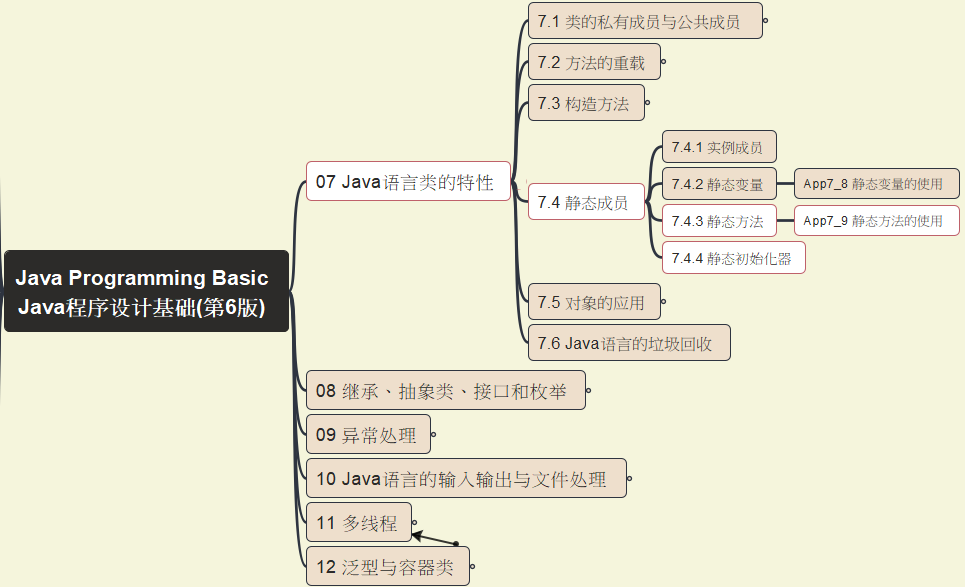 Java Programming Basic
Java程序设计基础(第6版)
07 Java语言类的特性
7.1 类的私有成员与公共成员
7.2 方法的重载
7.3 构造方法
7.4 静态成员
7.4.1 实例成员
7.4.2 静态变量
App7_8 静态变量的使用
7.4.3 静态方法
App7_9 静态方法的使用
7.4.4 静态初始化器
7.5 对象的应用
7.6 Java语言的垃圾回收
08 继承、抽象类、接口和枚举
09 异常处理
10 Java语言的输入输出与文件处理
11 多线程
12 泛型与容器类